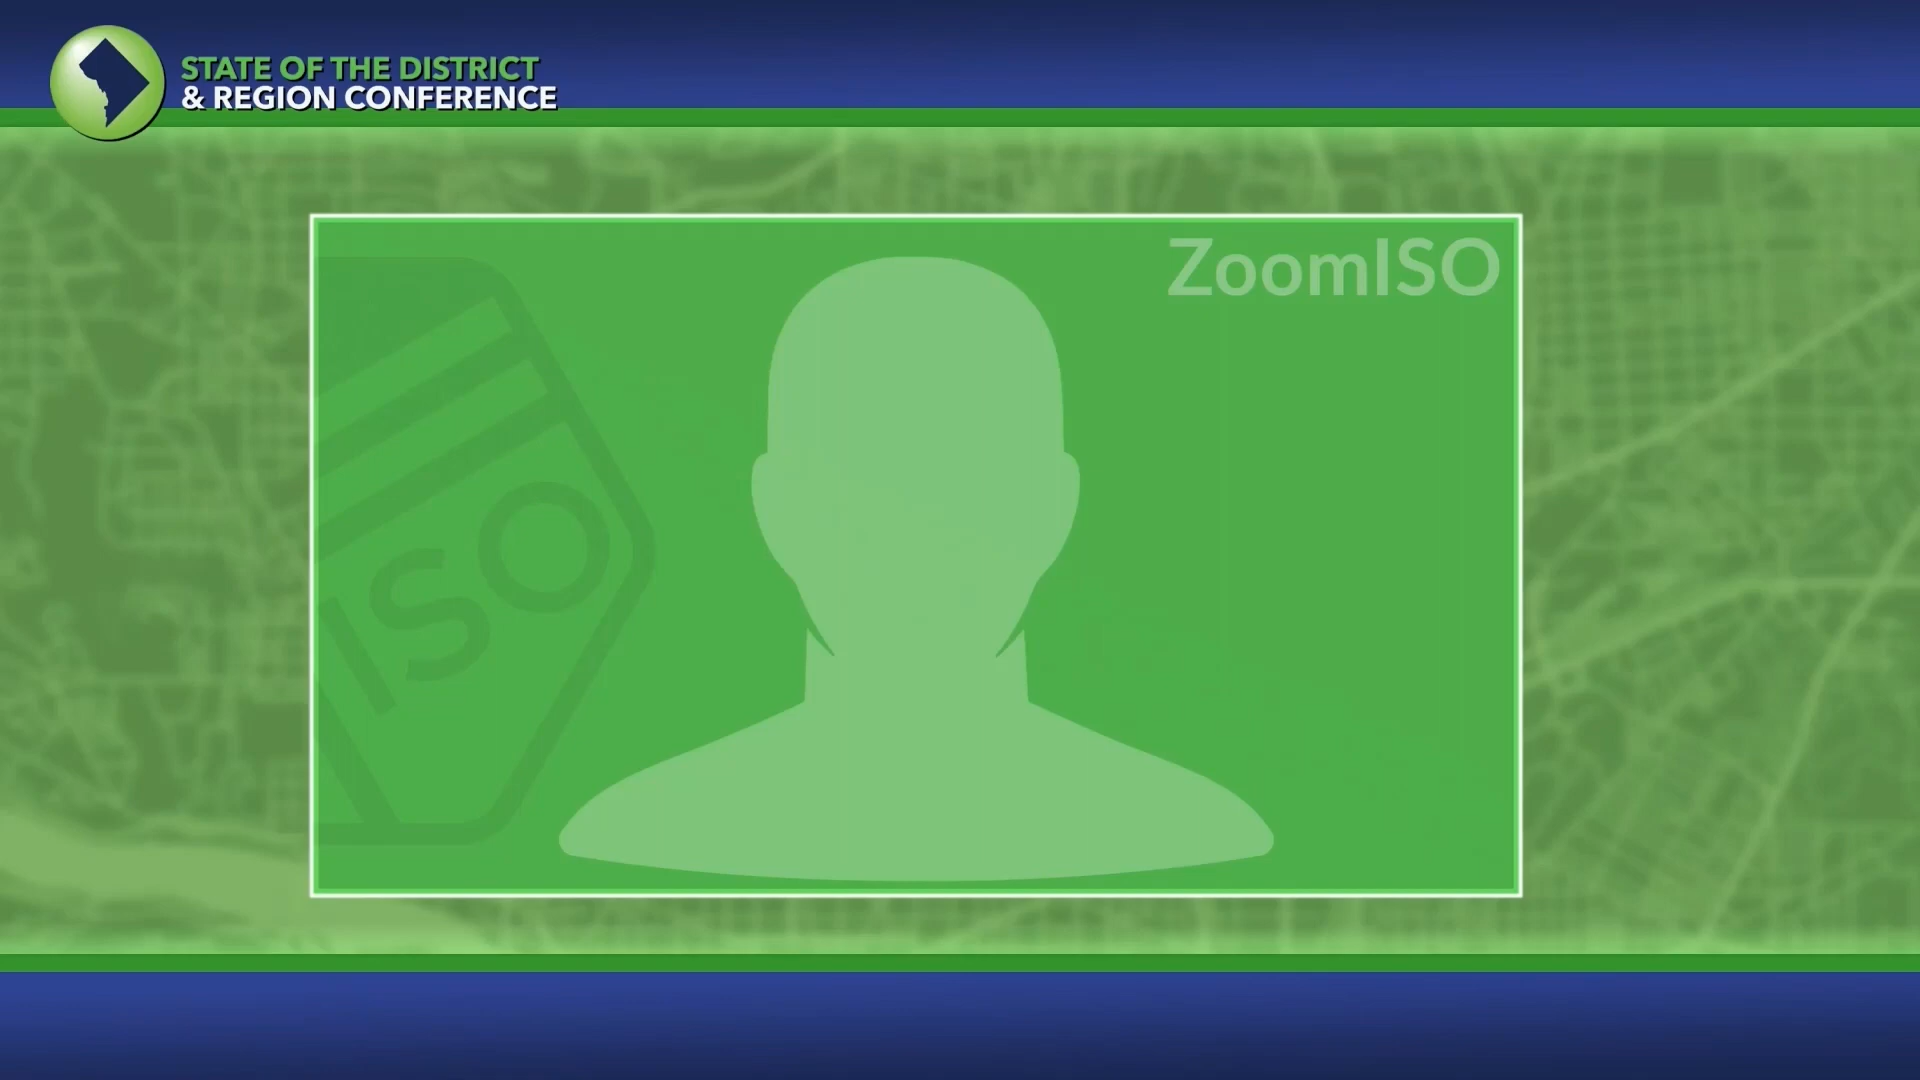 STATE OF THE DISTRICT
& REGION CONFERENCE
ZoomISO
ISO